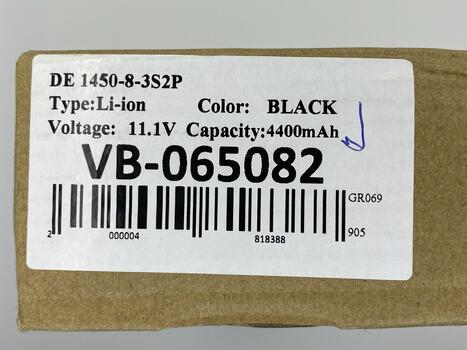 DE 1450-8-3S2P
Type:Li-ion Color: BLACK
Voltage: 11.1V Capacity:4400mAh
VB-065082
GR069
905
2 000004 818388